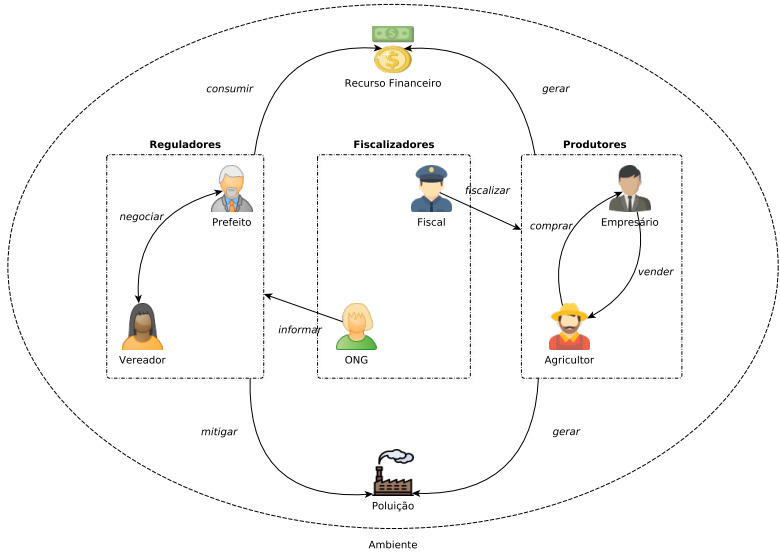 Recurso Financeiro
consumir
gerar
Reguladores
Fiscalizadores
Produtores
fiscalizar
negociar
Prefeito
Fiscal
comprar
Empresário
vender
informar
Vereador
ONG
Agricultor
mitigar
gerar
Poluição
Ambiente